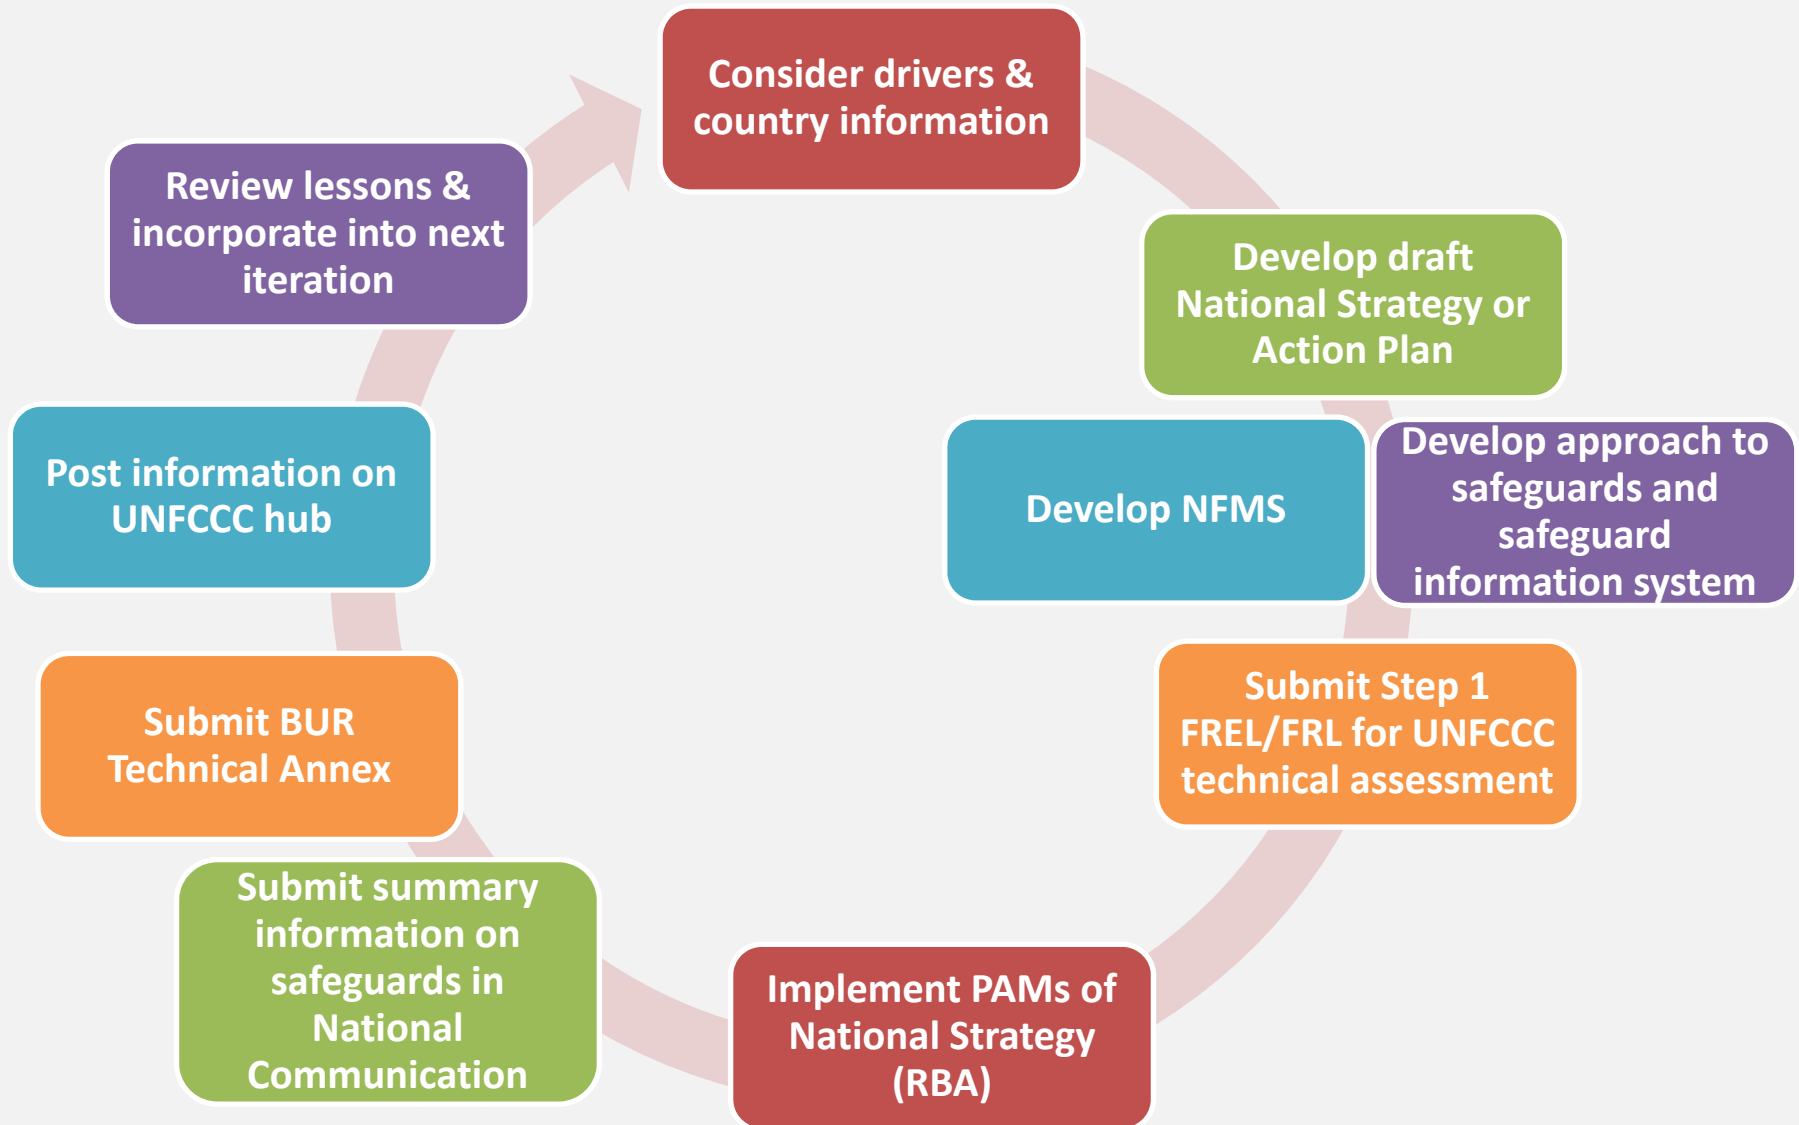 Consider drivers &
country information
Develop draft
National Strategy or
Action Plan
Develop NFMS
Develop approach to
safeguards and
safeguard
information system
Submit Step 1
FREL/FRL for UNFCCC
technical assessment
Implement PAMs of
National Strategy
(RBA)
Submit summary
information on
safeguards in
National
Communication
Submit BUR
Technical Annex
Post information on
UNFCCC hub
Review lessons &
incorporate into next
iteration